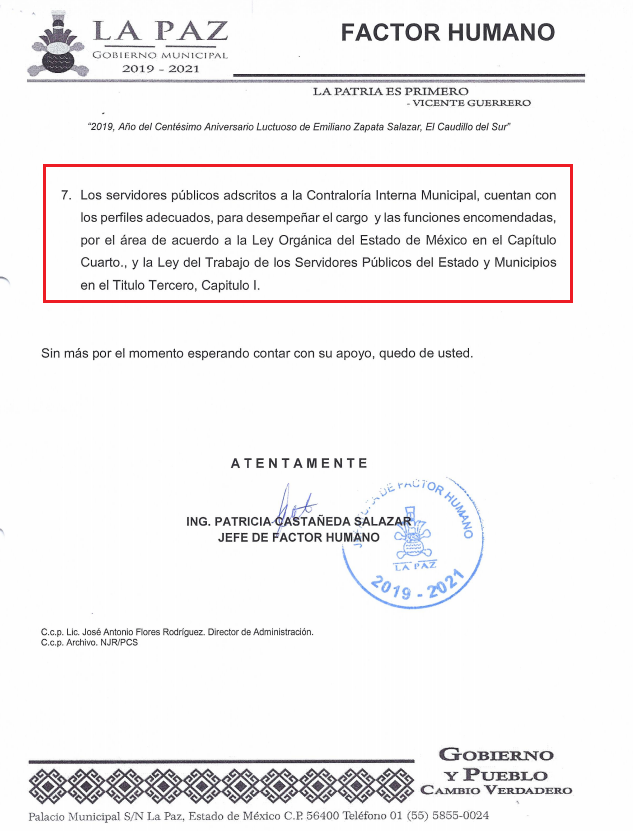 LA PAZ
GOBIERNO MUNICIPAL
2019 - 2021
FACTOR HUMANO
LA PATRIA ES PRIMERO
- VICENTE GUERRERO
"2019, Año del Centésimo Aniversario Luctuoso de Emiliano Zapata Salazar, El Caudillo del Sur"
7. Los servidores públicos adscritos a la Contraloría Interna Municipal, cuentan con
los perfiles adecuados, para desempeñar el cargo y las funciones encomendadas,
por el área de acuerdo a la Ley Orgánica del Estado de México en el Capítulo
Cuarto., y la Ley del Trabajo de los Servidores Públicos del Estado y Municipios
en el Titulo Tercero, Capitulo I.
Sin más por el momento esperando contar con su apoyo, quedo de usted.
ATENTAMENTE
ING. PATRICIA CASTAÑEDA SALAZAR
JEFE DE FACTOR HUMANO
DE FACTOR HUMANO
LA PAZ
2019 - 2021
C.c.p. Lic. José Antonio Flores Rodríguez. Director de Administración.
C.c.p. Archivo. NJR/PCS
GOBIERNO
Y PUEBLO
CAMBIO VERDADERO
Palacio Municipal S/N La Paz, Estado de México C.P. 56400 Teléfono 01 (55) 5855-0024